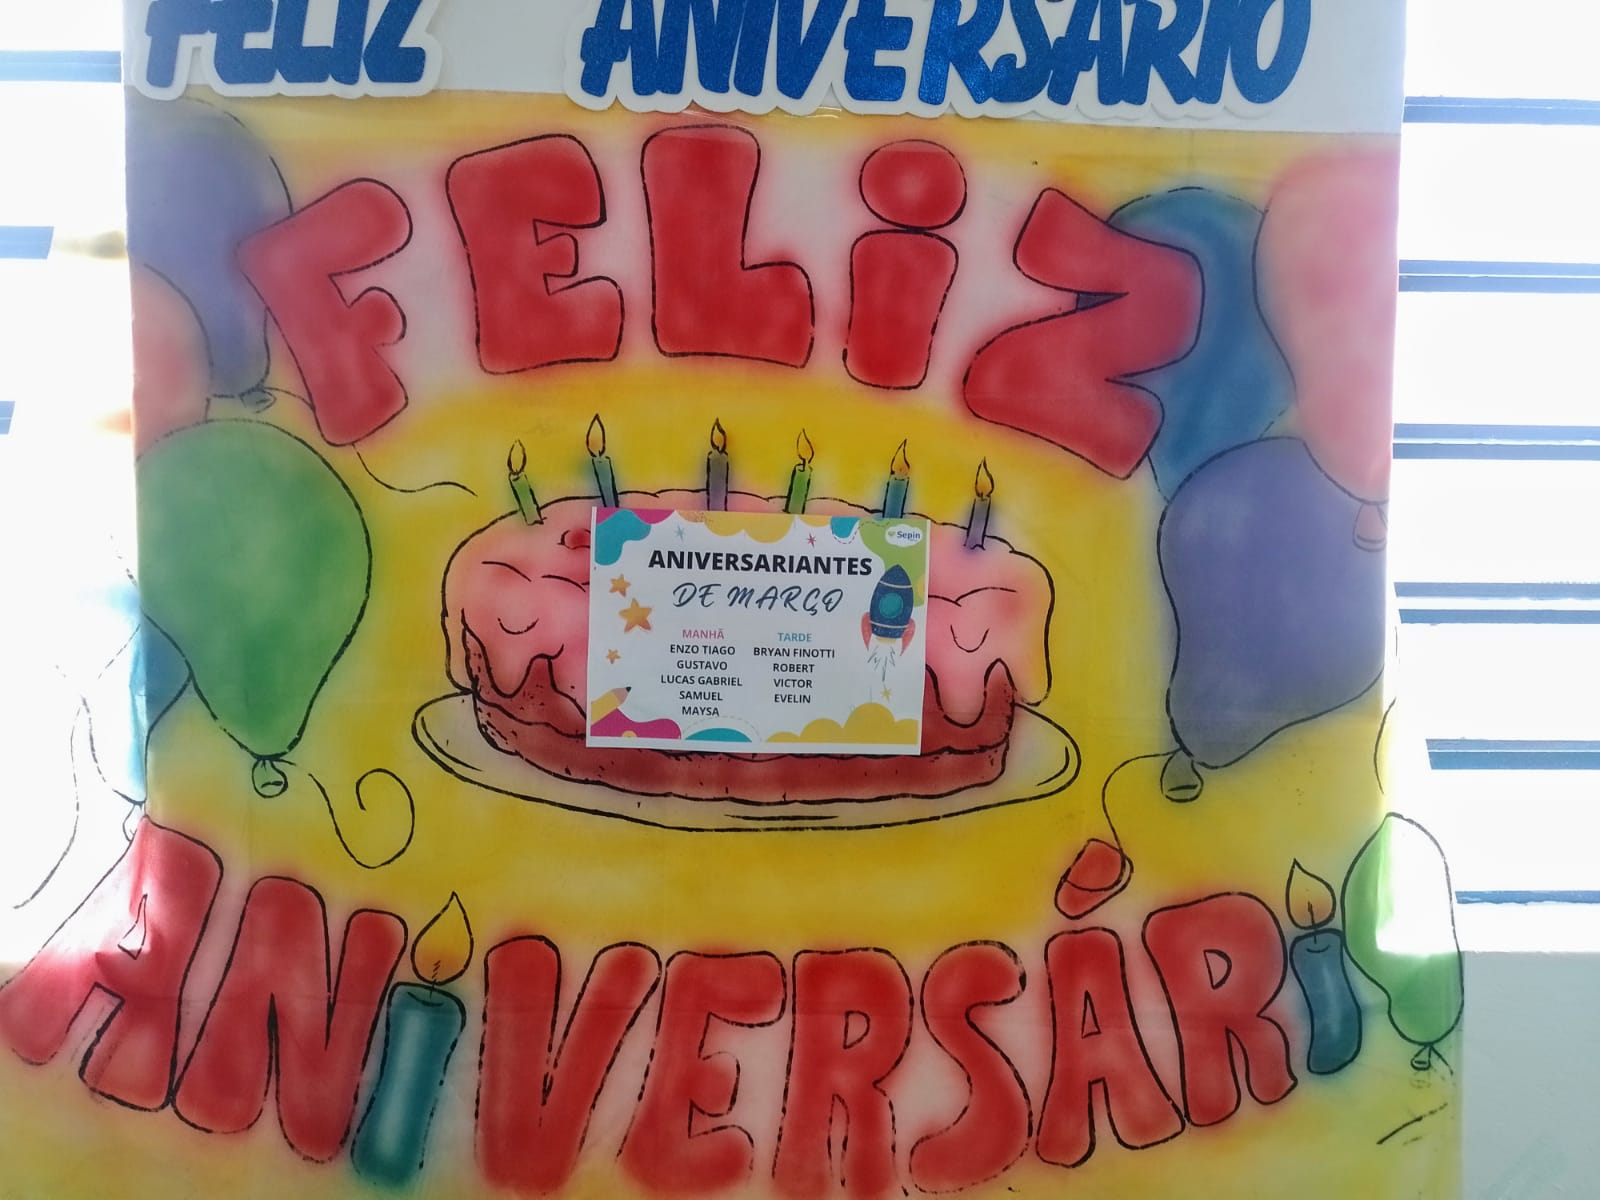 FELIZ ANIVERSÁRIO
FELIZ
Sepin
ANIVERSARIANTES
DE MARÇO
MANHÃ
ENZO TIAGO
GUSTAVO
LUCAS GABRIEL
SAMUEL
MAYSA
TARDE
BRYAN FINOTTI
ROBERT
VICTOR
EVELIN
ANIVERSÁRI